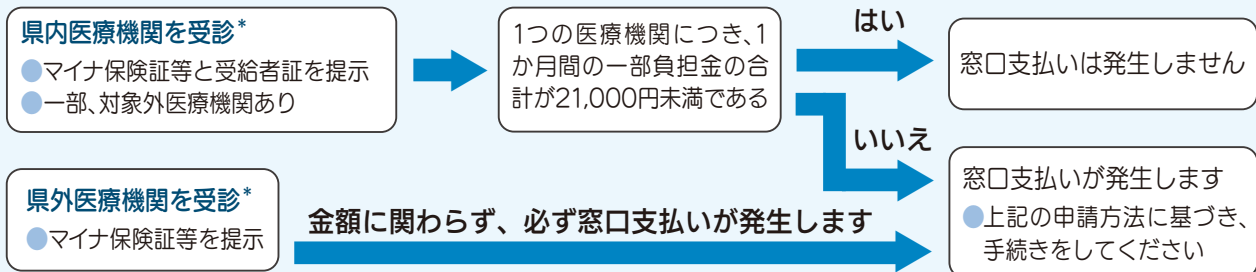 県内医療機関を受診*
●マイナ保険証等と受給者証を提示
●一部、対象外医療機関あり
1つの医療機関につき、1
か月間の一部負担金の合
計が21,000円未満である
はい
窓口支払いは発生しません
いいえ
窓口支払いが発生します
●上記の申請方法に基づき、
手続きをしてください
県外医療機関を受診*
●マイナ保険証等を提示
金額に関わらず、必ず窓口支払いが発生します